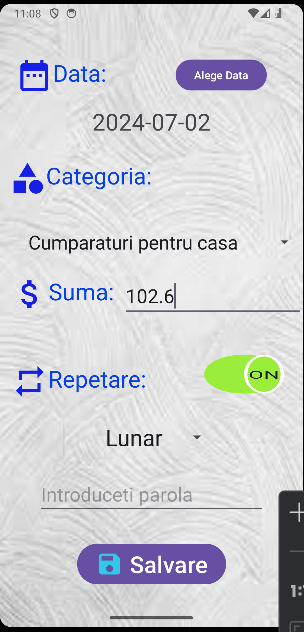 11:08
Data:
Alege Data
2024-07-02
Categoria:
Cumparaturi pentru casa
Suma: 102.6
Repetare:
ON
Lunar
Introduceti parola
Salvare